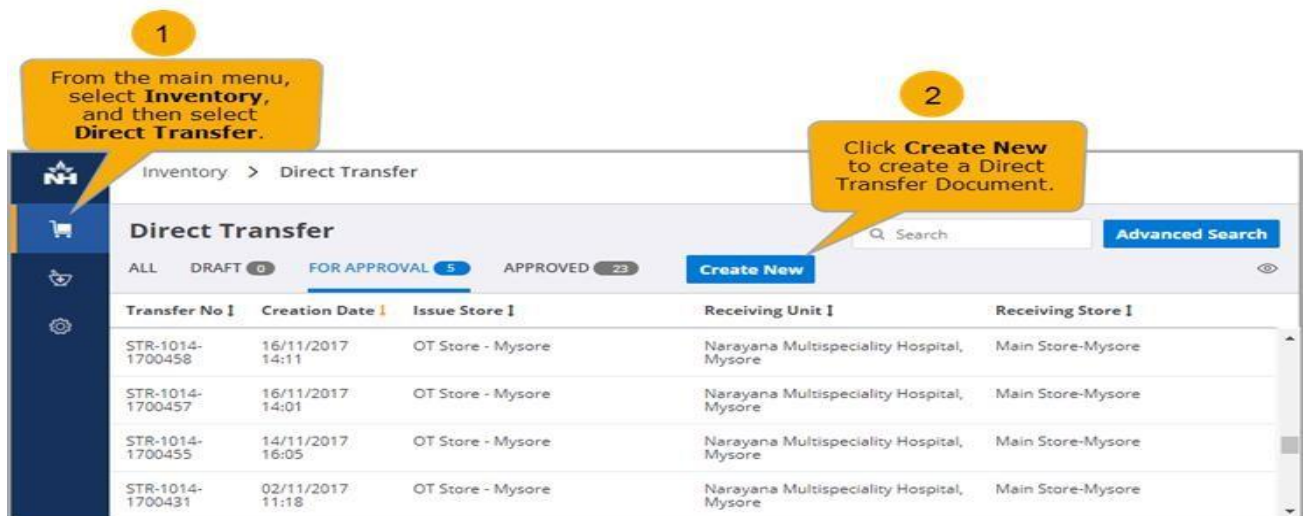 1
From the main menu,
select Inventory,
and then select
Direct Transfer.
2
Click Create New
to create a Direct
Transfer Document.
NH
Inventory > Direct Transfer
Direct Transfer
Search
Advanced Search
ALL DRAFT 0 FOR APPROVAL 5 APPROVED 23 Create New
Transfer No Creation Date Issue Store Receiving Unit Receiving Store
STR-1014- 16/11/2017 OT Store - Mysore Narayana Multispeciality Hospital, Main Store-Mysore
1700458 14:11 Mysore
STR-1014- 16/11/2017 OT Store - Mysore Narayana Multispeciality Hospital, Main Store-Mysore
1700457 14:01 Mysore
STR-1014- 14/11/2017 OT Store - Mysore Narayana Multispeciality Hospital, Main Store-Mysore
1700455 16:05 Mysore
STR-1014- 02/11/2017 OT Store - Mysore Narayana Multispeciality Hospital, Main Store-Mysore
1700431 11:18 Mysore